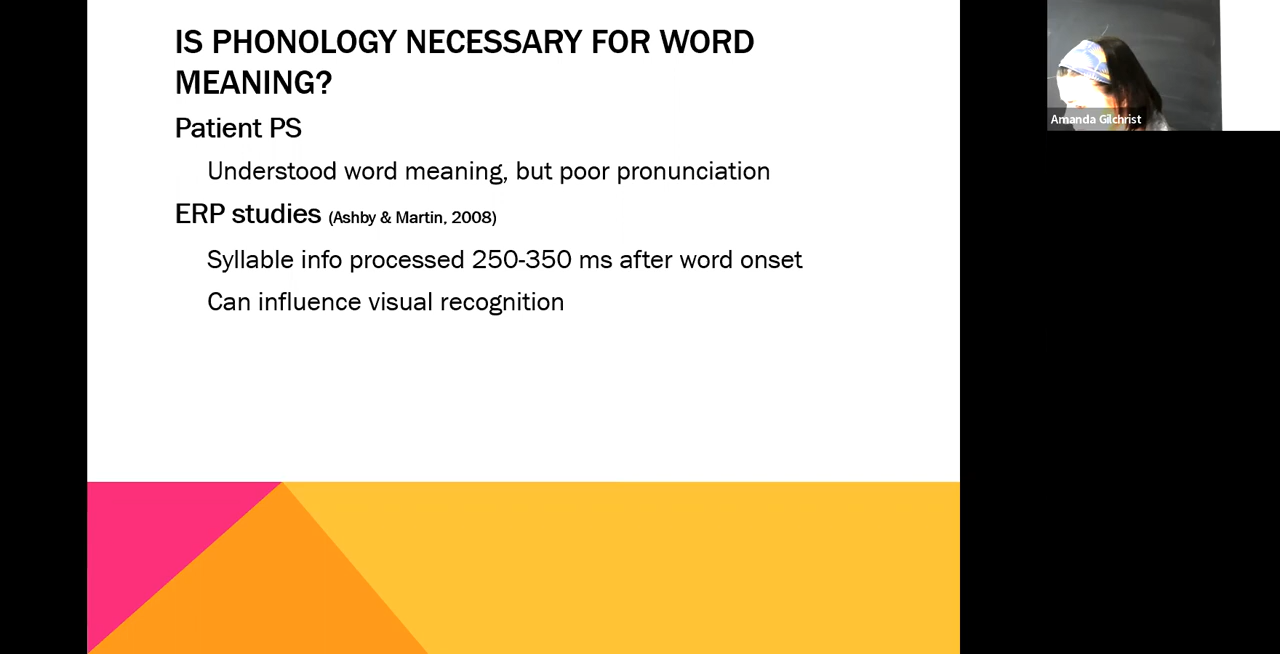 IS PHONOLOGY NECESSARY FOR WORD
MEANING?
Patient PS
Understood word meaning, but poor pronunciation
ERP studies (Ashby & Martin, 2008)
Syllable info processed 250-350 ms after word onset
Can influence visual recognition
Amanda Gilchrist